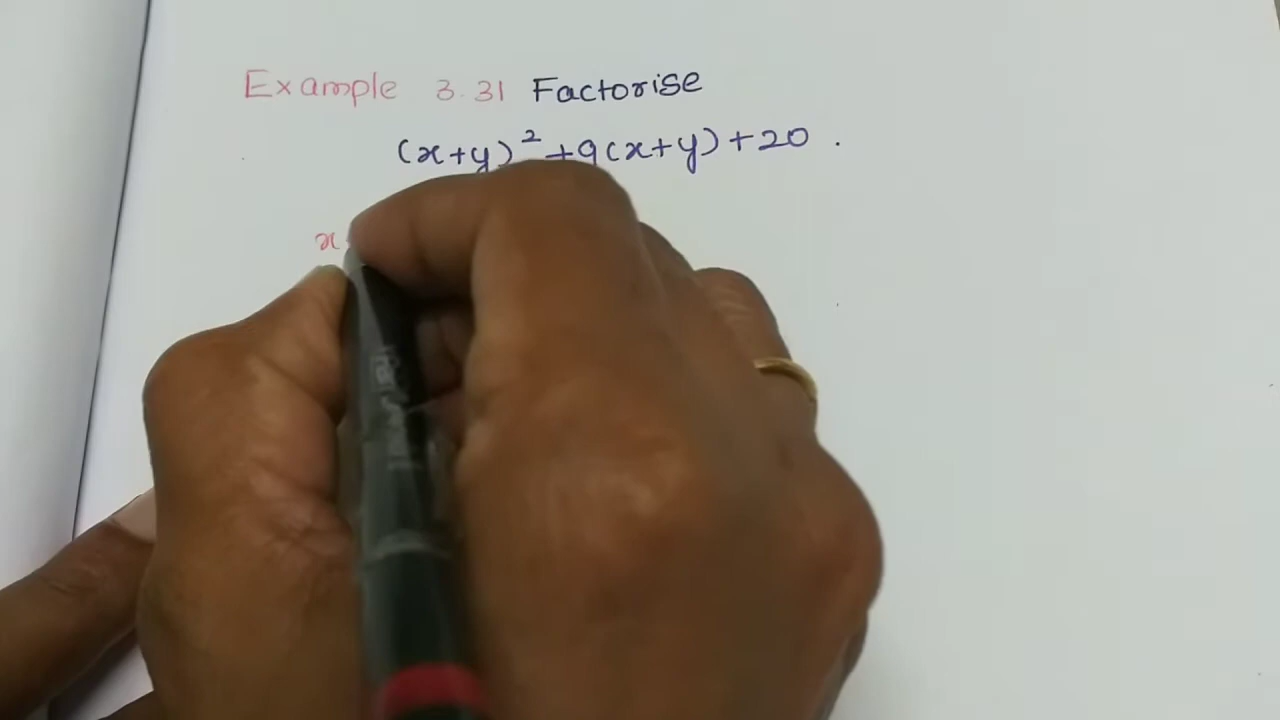 Example 3.31 Factorise
(x+y)² +9(x+y)+20.
x